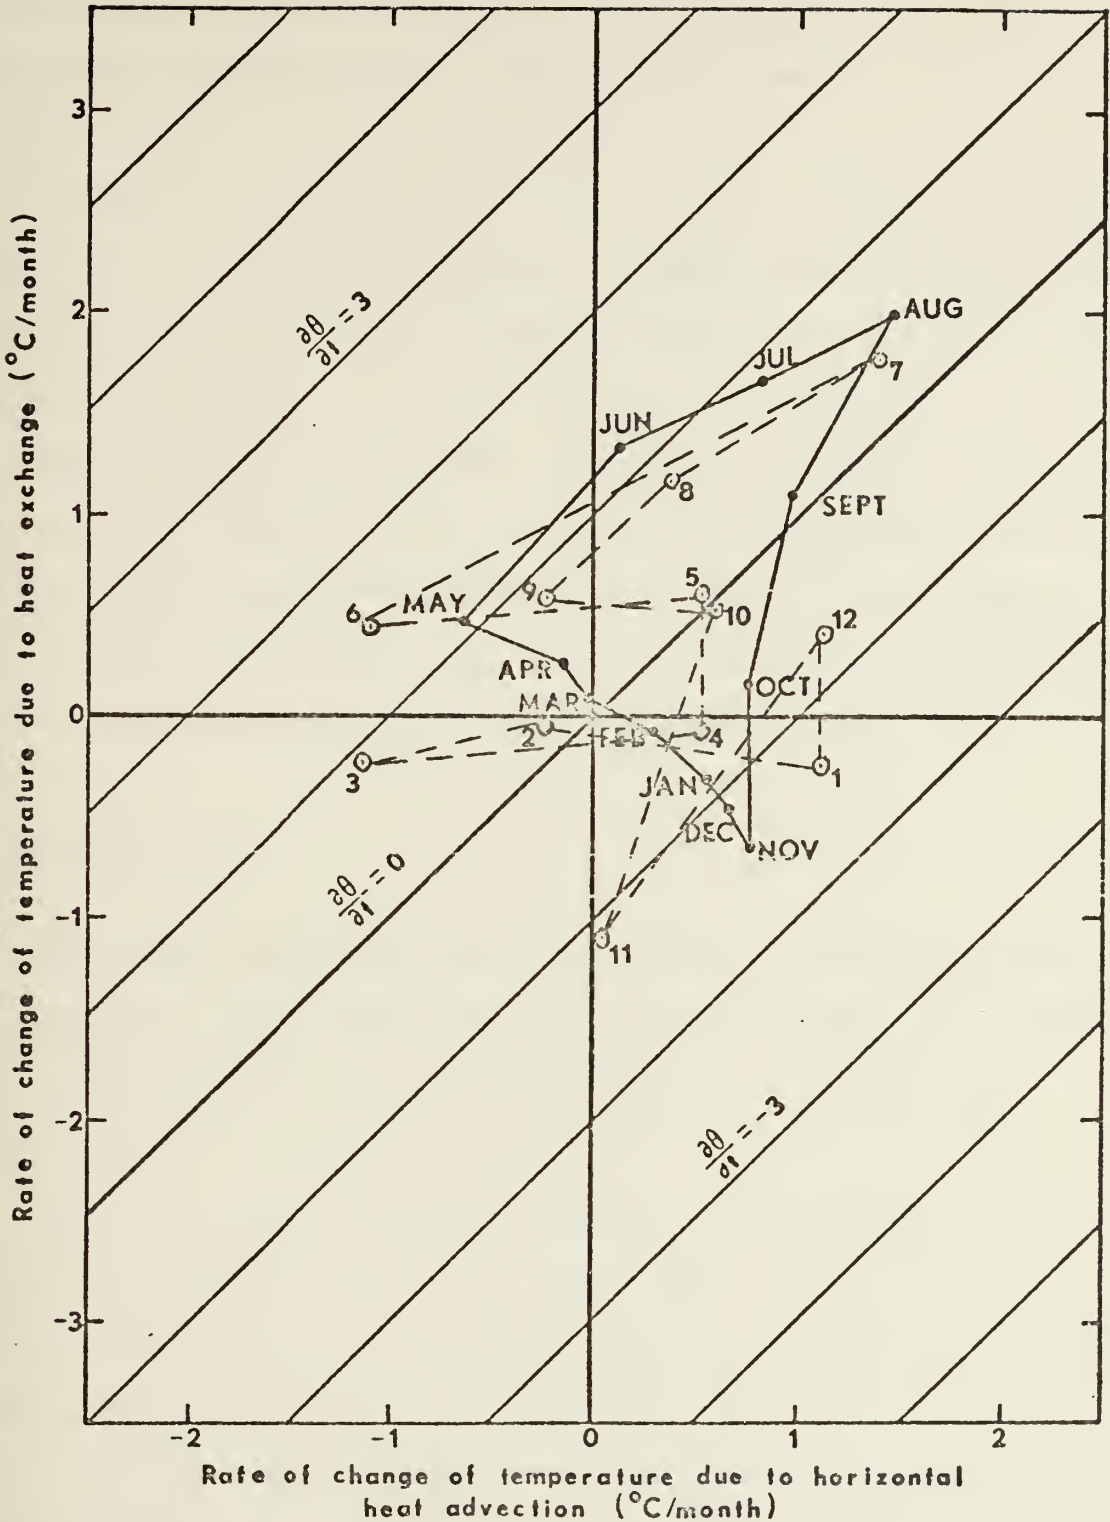 3
2
1
0
-1
-2
-3
-2
-1
0
1
2
Rate of change of temperature due to heat exchange (°C/month)
Rate of change of temperature due to horizontal
heat advection (°C/month)
∂θ/∂t = 3
∂θ/∂t = 0
∂θ/∂t = -3
AUG
JUL
7
JUN
8
SEPT
9
5
10
6
MAY
12
APR
OCT
MAR
2
FEB
4
3
JAN
1
DEC
NOV
11